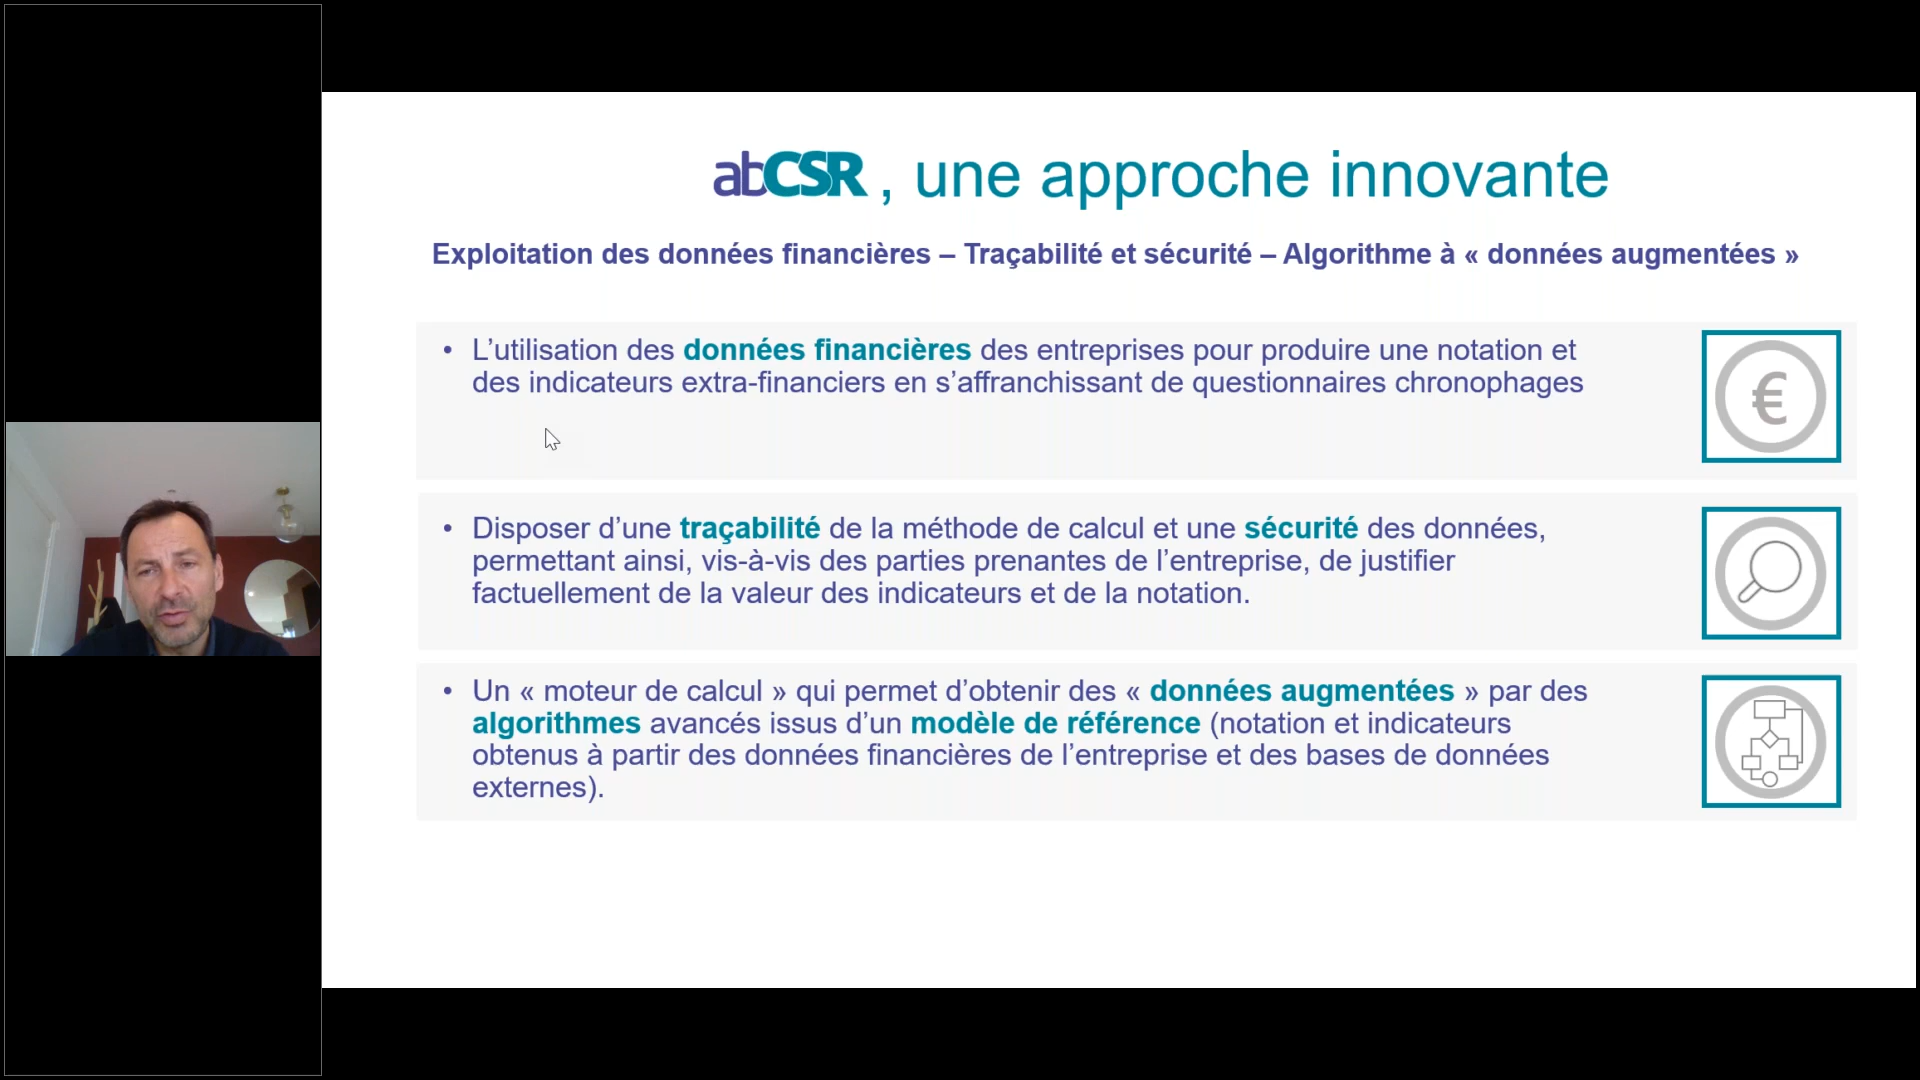 abCSR , une approche innovante
Exploitation des données financières – Traçabilité et sécurité – Algorithme à « données augmentées »
• L’utilisation des données financières des entreprises pour produire une notation et
des indicateurs extra-financiers en s’affranchissant de questionnaires chronophages
€
• Disposer d’une traçabilité de la méthode de calcul et une sécurité des données,
permettant ainsi, vis-à-vis des parties prenantes de l’entreprise, de justifier
factuellement de la valeur des indicateurs et de la notation.
• Un « moteur de calcul » qui permet d’obtenir des « données augmentées » par des
algorithmes avancés issus d’un modèle de référence (notation et indicateurs
obtenus à partir des données financières de l’entreprise et des bases de données
externes).